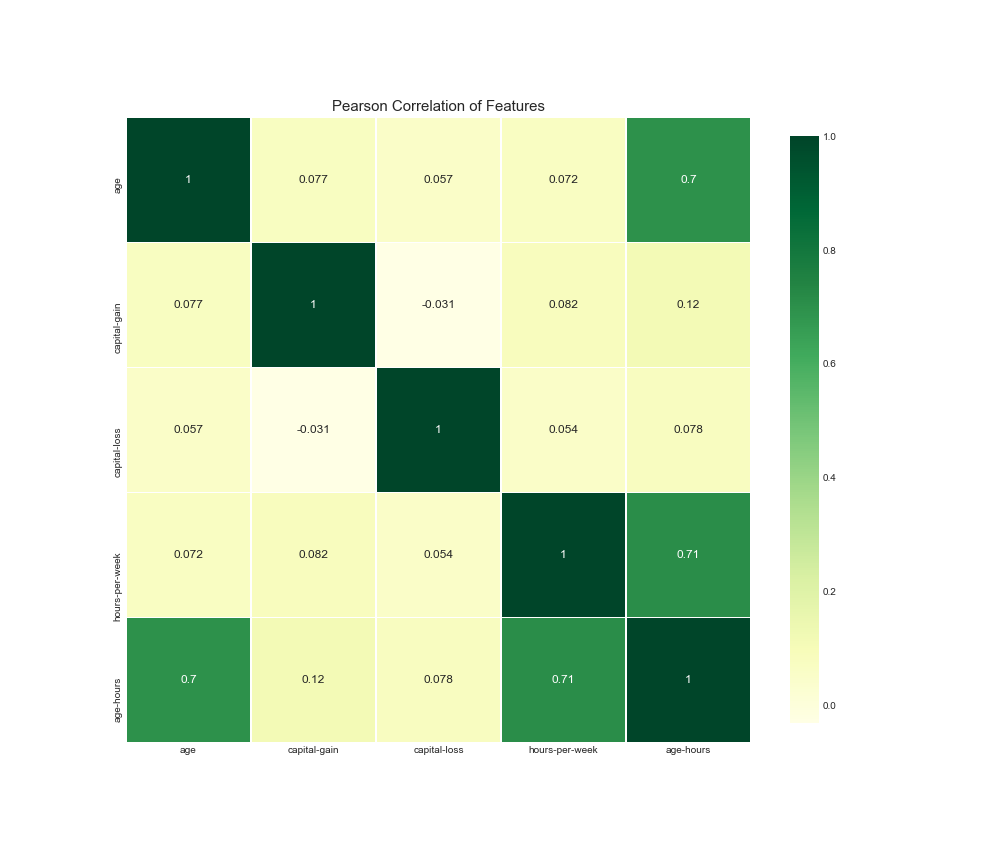 Pearson Correlation of Features
age 1 0.077 0.057 0.072 0.7
capital-gain 0.077 1 -0.031 0.082 0.12
capital-loss 0.057 -0.031 1 0.054 0.078
hours-per-week 0.072 0.082 0.054 1 0.71
age-hours 0.7 0.12 0.078 0.71 1
age capital-gain capital-loss hours-per-week age-hours
1.0
0.8
0.6
0.4
0.2
0.0